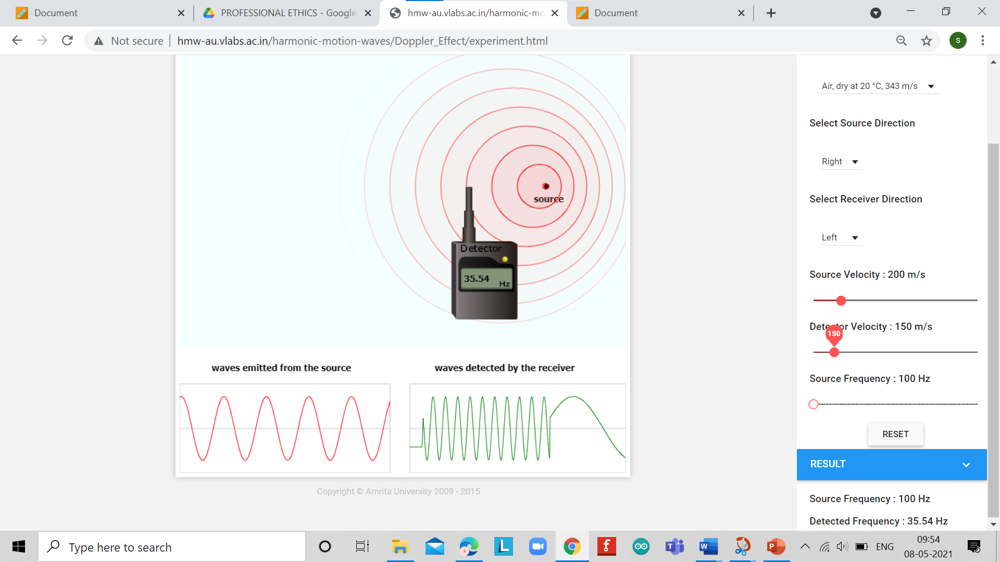 Document
PROFESSIONAL ETHICS - Google
hmw-au.vlabs.ac.in/harmonic-mo
Document
Not secure
hmw-au.vlabs.ac.in/harmonic-motion-waves/Doppler_Effect/experiment.html
S
Air, dry at 20 °C, 343 m/s
Select Source Direction
Right
Select Receiver Direction
Left
Source Velocity : 200 m/s
Detector Velocity : 150 m/s
150
Source Frequency : 100 Hz
RESET
RESULT
Source Frequency : 100 Hz
Detected Frequency : 35.54 Hz
source
Detector
35.54
Hz
waves emitted from the source
waves detected by the receiver
Copyright © Amrita University 2009 - 2015
Type here to search
S
L
f
T
W
P
ENG
09:54
08-05-2021